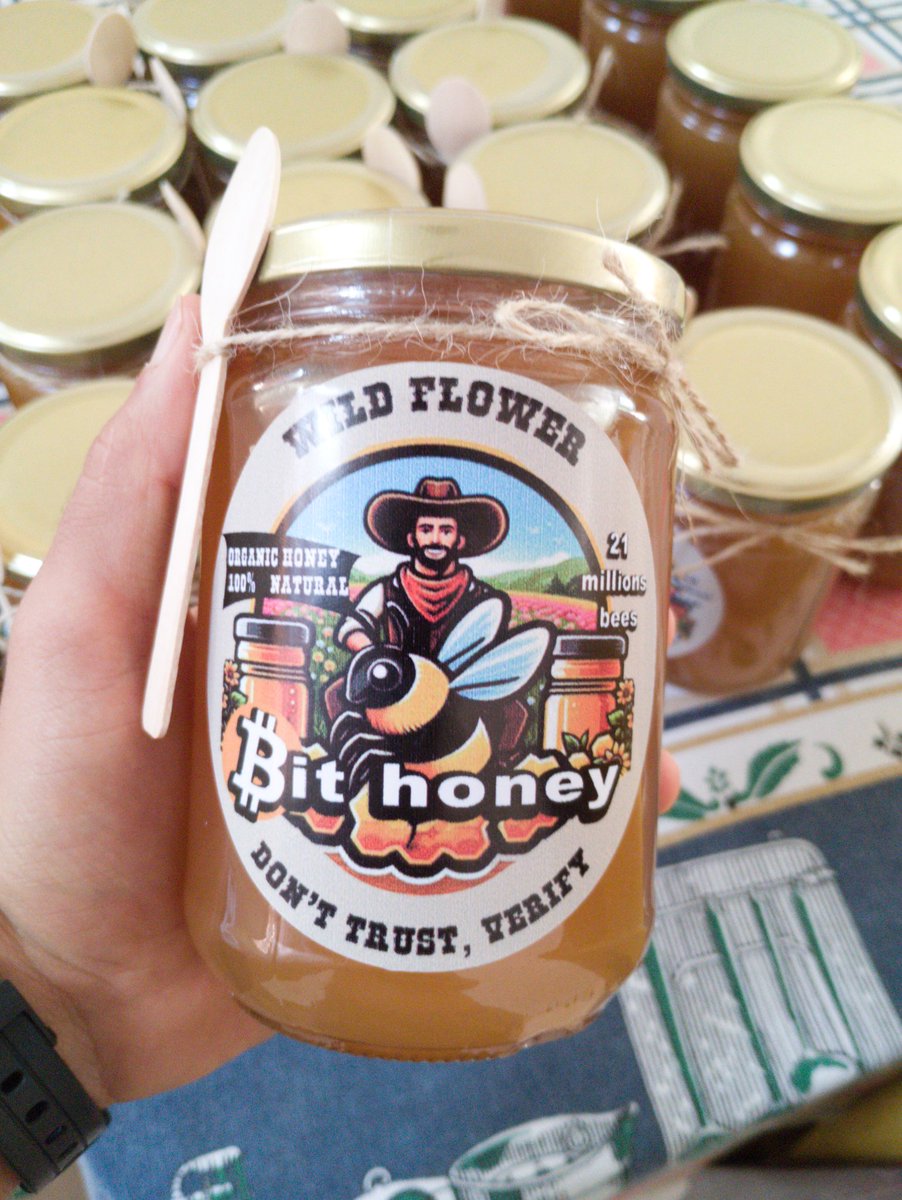 WILD FLOWER
ORGANIC HONEY
100% NATURAL
21
millions
bees
Bit honey
DON'T TRUST, VERIFY